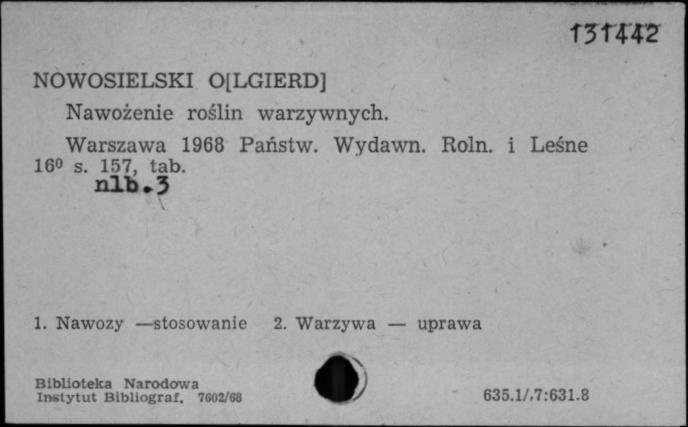 131442
NOWOSIELSKI O[LGIERD]
Nawożenie roślin warzywnych.
Warszawa 1968 Państw. Wydawn. Roln. i Leśne
16⁰ s. 157, tab.
nlb.3
1. Nawozy —stosowanie 2. Warzywa — uprawa
Biblioteka Narodowa
Instytut Bibliograf. 7602/68
635.1/.7:631.8